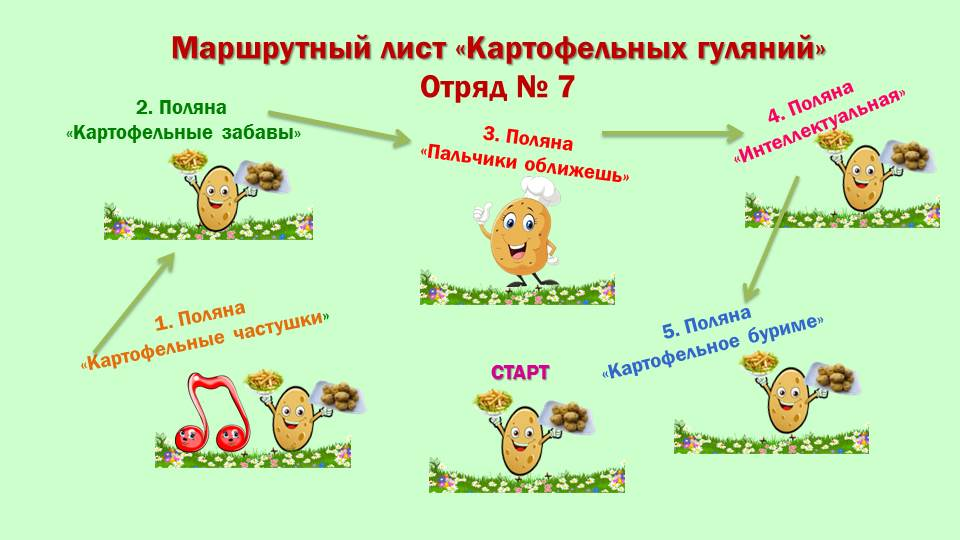 Маршрутный лист «Картофельных гуляний»
Отряд № 7
2. Поляна
«Картофельные забавы»
3. Поляна
«Пальчики оближешь»
4. Поляна
«Интеллектуальная»
1. Поляна
«Картофельные частушки»
СТАРТ
5. Поляна
«Картофельное буриме»